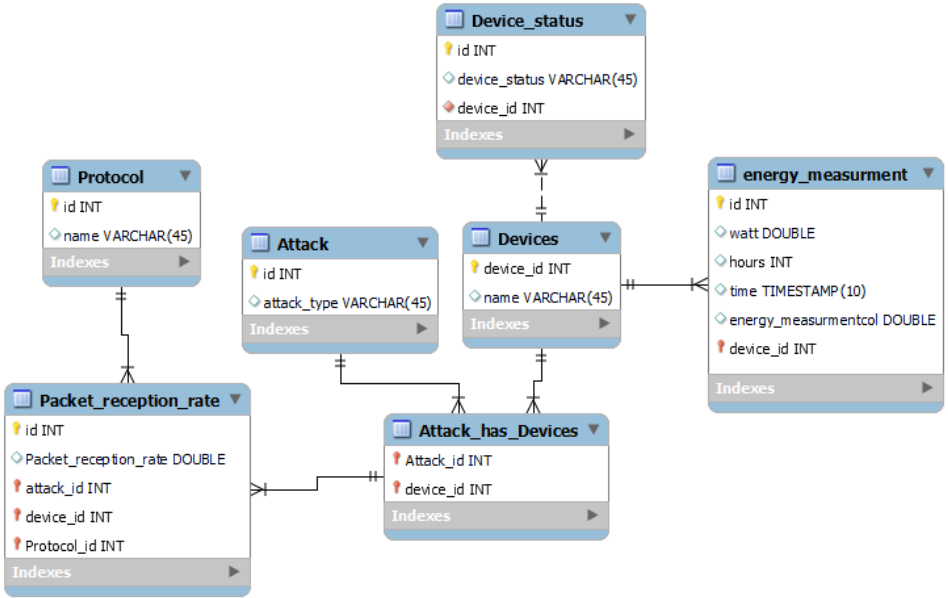 Device_status
id INT
device_status VARCHAR(45)
device_id INT
Indexes
Protocol
id INT
name VARCHAR(45)
Indexes
Attack
id INT
attack_type VARCHAR(45)
Indexes
Devices
device_id INT
name VARCHAR(45)
Indexes
energy_measurment
id INT
watt DOUBLE
hours INT
time TIMESTAMP(10)
energy_measurmentcol DOUBLE
device_id INT
Indexes
Packet_reception_rate
id INT
Packet_reception_rate DOUBLE
attack_id INT
device_id INT
Protocol_id INT
Indexes
Attack_has_Devices
Attack_id INT
device_id INT
Indexes